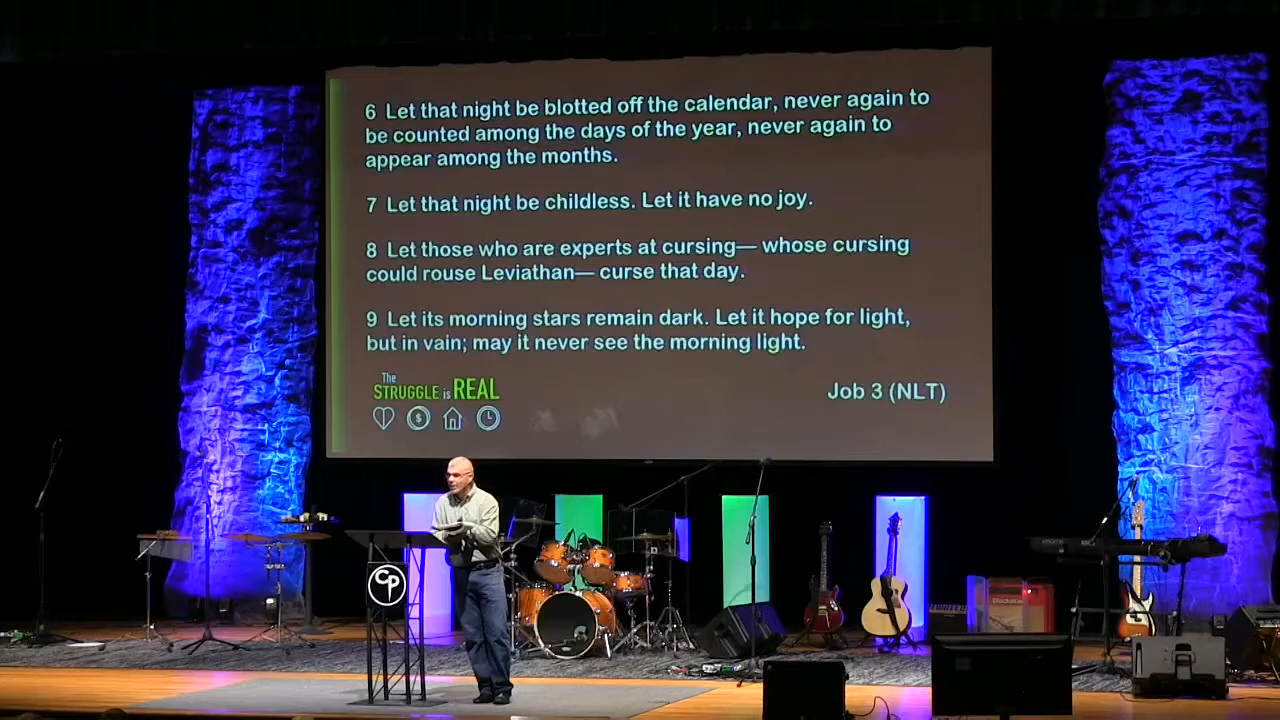 6 Let that night be blotted off the calendar, never again to
be counted among the days of the year, never again to
appear among the months.
7 Let that night be childless. Let it have no joy.
8 Let those who are experts at cursing— whose cursing
could rouse Leviathan— curse that day.
9 Let its morning stars remain dark. Let it hope for light,
but in vain; may it never see the morning light.
The
STRUGGLE is REAL
Job 3 (NLT)
$
CP